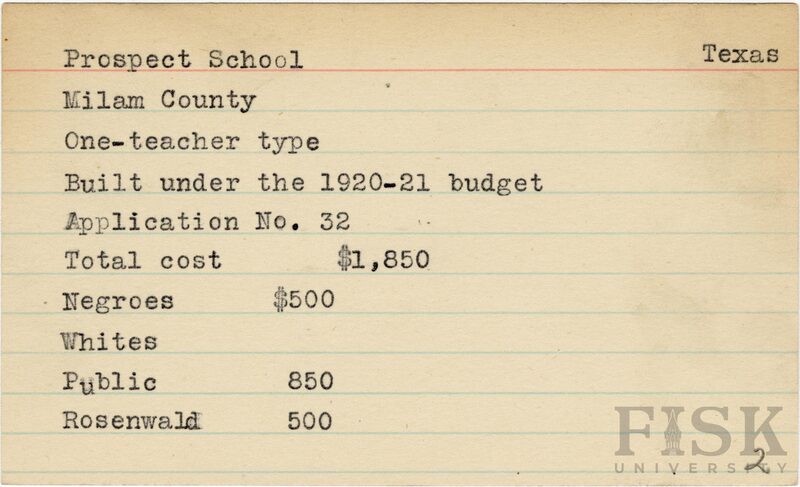 Prospect School Texas
Milam County
One-teacher type
Built under the 1920-21 budget
Application No. 32
Total cost $1,850
Negroes $500
Whites
Public 850
Rosenwald 500
FISK
UNIVERSITY
2